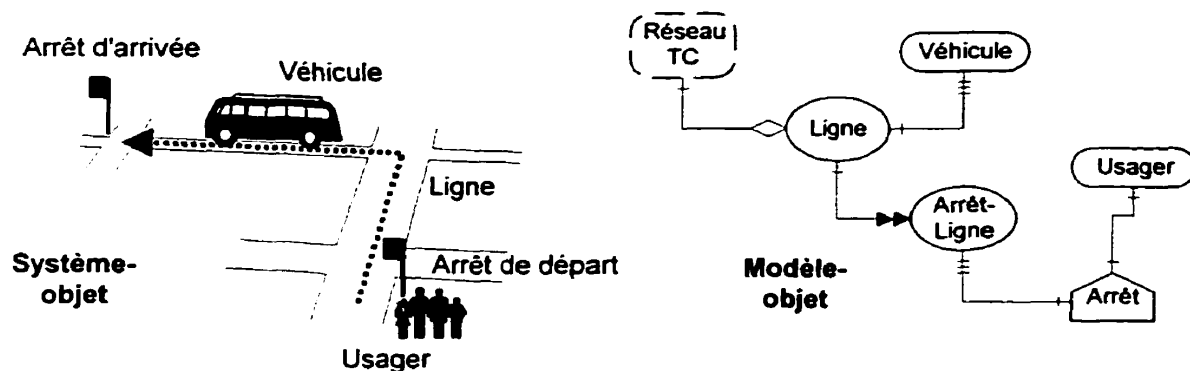 Arrêt d'arrivée
Véhicule
Ligne
Système-
objet
Arrêt de départ
Usager
Réseau
TC
Véhicule
Ligne
Usager
Arrêt-
Ligne
Modèle-
objet
Arrêt